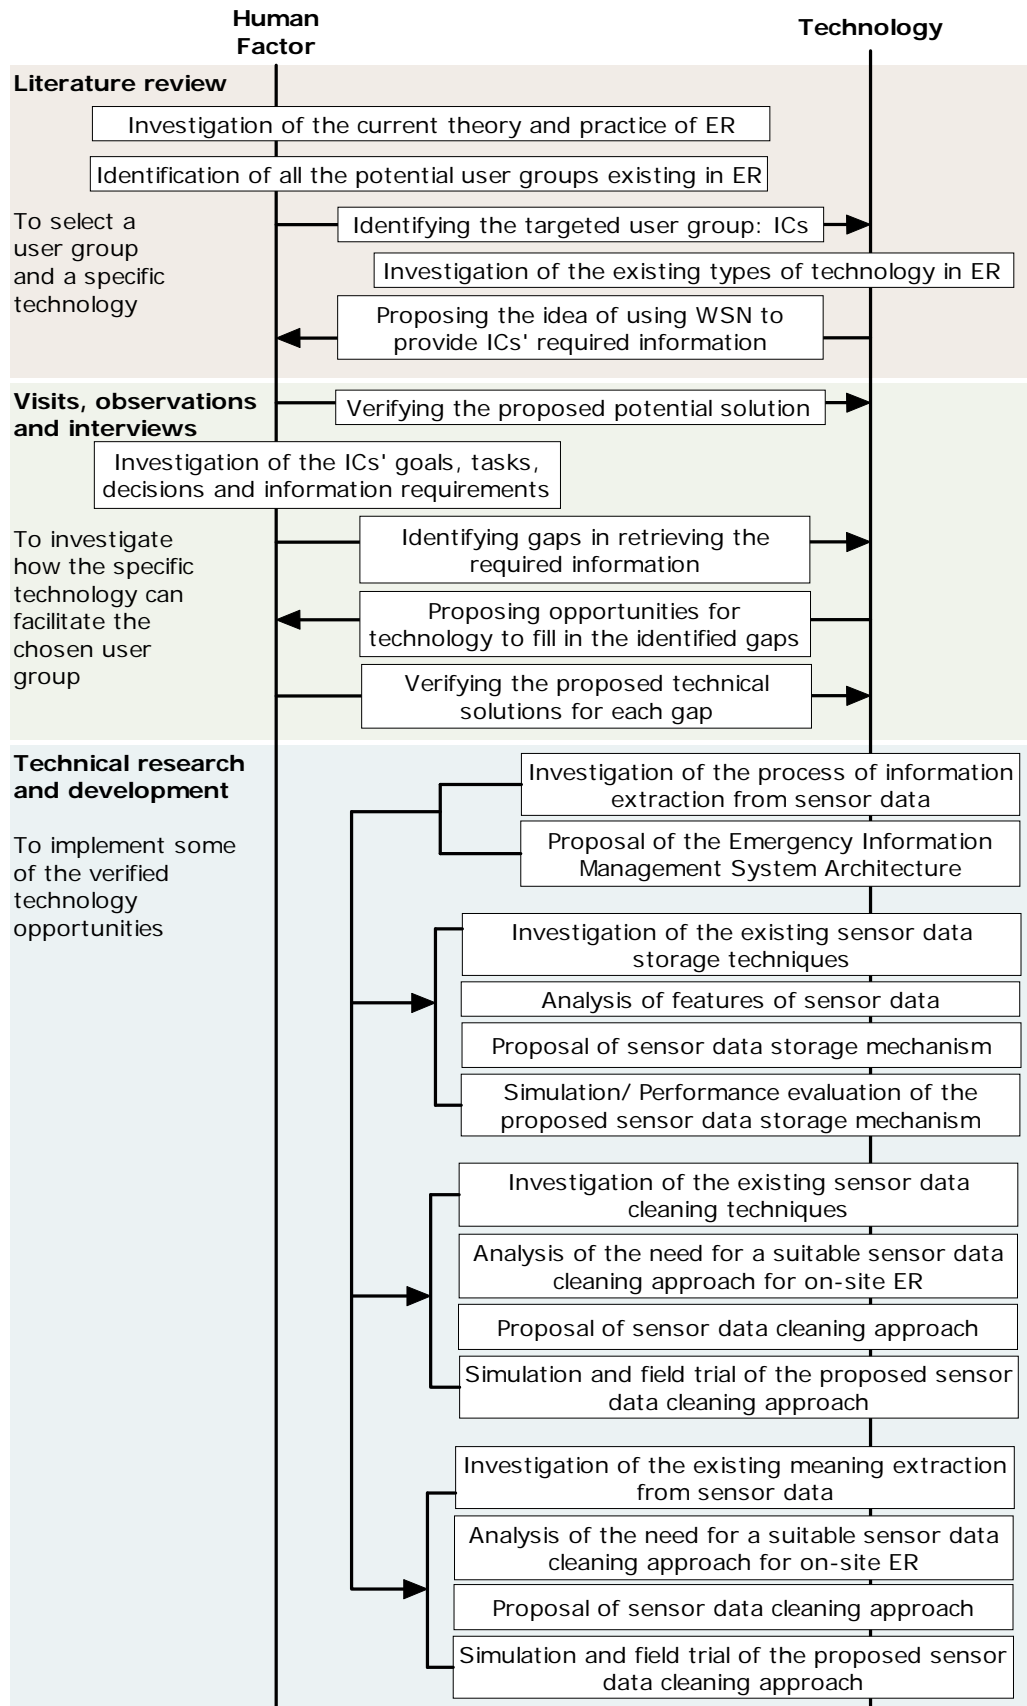 Human
Factor
Technology
Literature review
Investigation of the current theory and practice of ER
Identification of all the potential user groups existing in ER
To select a
user group
and a specific
technology
Identifying the targeted user group: ICs
Investigation of the existing types of technology in ER
Proposing the idea of using WSN to
provide ICs' required information
Visits, observations
and interviews
Verifying the proposed potential solution
Investigation of the ICs' goals, tasks,
decisions and information requirements
To investigate
how the specific
technology can
facilitate the
chosen user
group
Identifying gaps in retrieving the
required information
Proposing opportunities for
technology to fill in the identified gaps
Verifying the proposed technical
solutions for each gap
Technical research
and development
To implement some
of the verified
technology
opportunities
Investigation of the process of information
extraction from sensor data
Proposal of the Emergency Information
Management System Architecture
Investigation of the existing sensor data
storage techniques
Analysis of features of sensor data
Proposal of sensor data storage mechanism
Simulation/ Performance evaluation of the
proposed sensor data storage mechanism
Investigation of the existing sensor data
cleaning techniques
Analysis of the need for a suitable sensor data
cleaning approach for on-site ER
Proposal of sensor data cleaning approach
Simulation and field trial of the proposed sensor
data cleaning approach
Investigation of the existing meaning extraction
from sensor data
Analysis of the need for a suitable sensor data
cleaning approach for on-site ER
Proposal of sensor data cleaning approach
Simulation and field trial of the proposed sensor
data cleaning approach